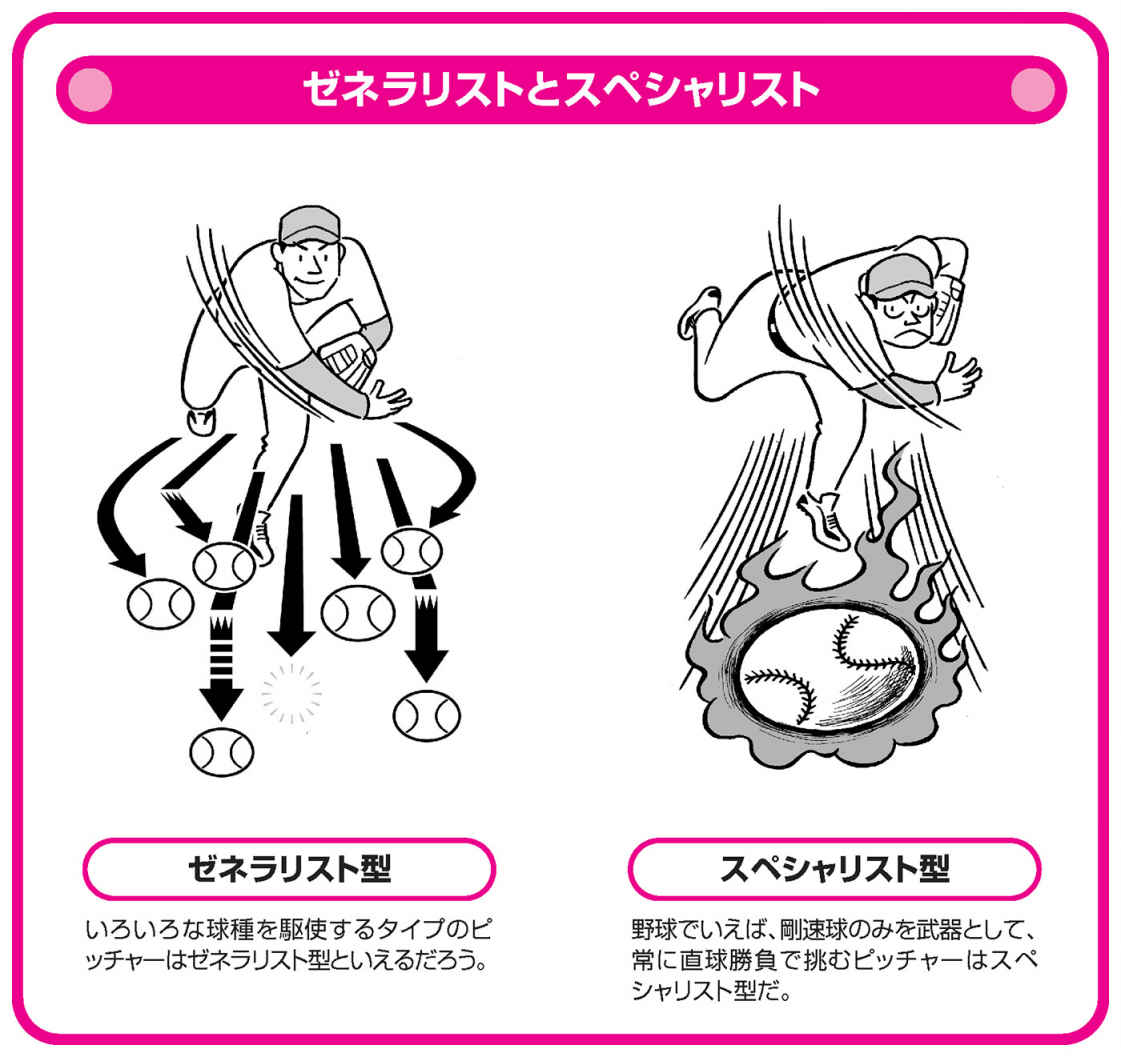 ゼネラリストとスペシャリスト
ゼネラリスト型
いろいろな球種を駆使するタイプのピ
ッチャーはゼネラリスト型といえるだろう。
スペシャリスト型
野球でいえば、剛速球のみを武器として、
常に直球勝負で挑むピッチャーはスペ
シャリスト型だ。